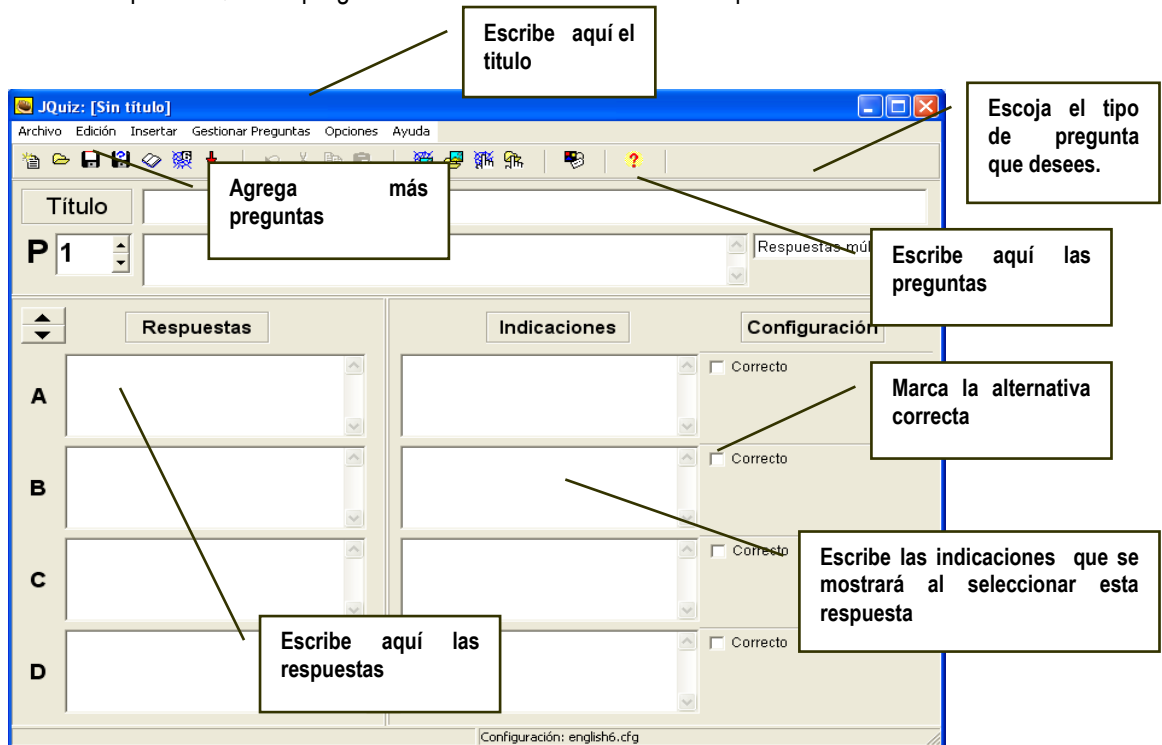 Escribe aquí el
titulo
JQuiz: [Sin título]
Archivo Edición Insertar Gestionar Preguntas Opciones Ayuda
Escoja el tipo
de pregunta
que desees.
Agrega más
preguntas
Título
P 1
Respuestas
Escribe aquí las
preguntas
Respuestas Indicaciones Configuración
A
Correcto
Marca la alternativa
correcta
B
Correcto
C
Correcto
Escribe las indicaciones que se
mostrará al seleccionar esta
respuesta
Escribe aquí las
respuestas
D
Correcto
Configuración: english6.cfg